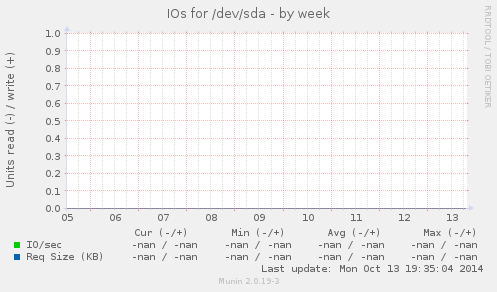 IOs for /dev/sda - by week
RRDTOOL / TOBI OETIKER
Units read (-) / write (+)
1.0
0.9
0.8
0.7
0.6
0.5
0.4
0.3
0.2
0.1
0.0
05 06 07 08 09 10 11 12 13
Cur (-/+) Min (-/+) Avg (-/+) Max (-/+)
IO/sec -nan / -nan -nan / -nan -nan / -nan -nan / -nan
Req Size (KB) -nan / -nan -nan / -nan -nan / -nan -nan / -nan
Last update: Mon Oct 13 19:35:04 2014
Munin 2.0.19-3